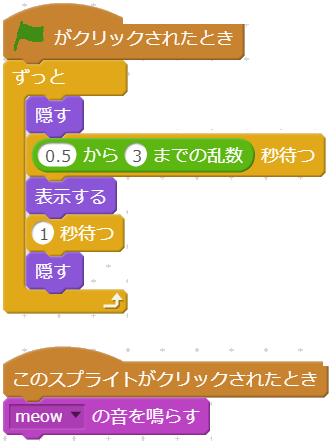 がクリックされたとき
ずっと
隠す
0.5 から 3 までの乱数 秒待つ
表示する
1 秒待つ
隠す
このスプライトがクリックされたとき
meow の音を鳴らす